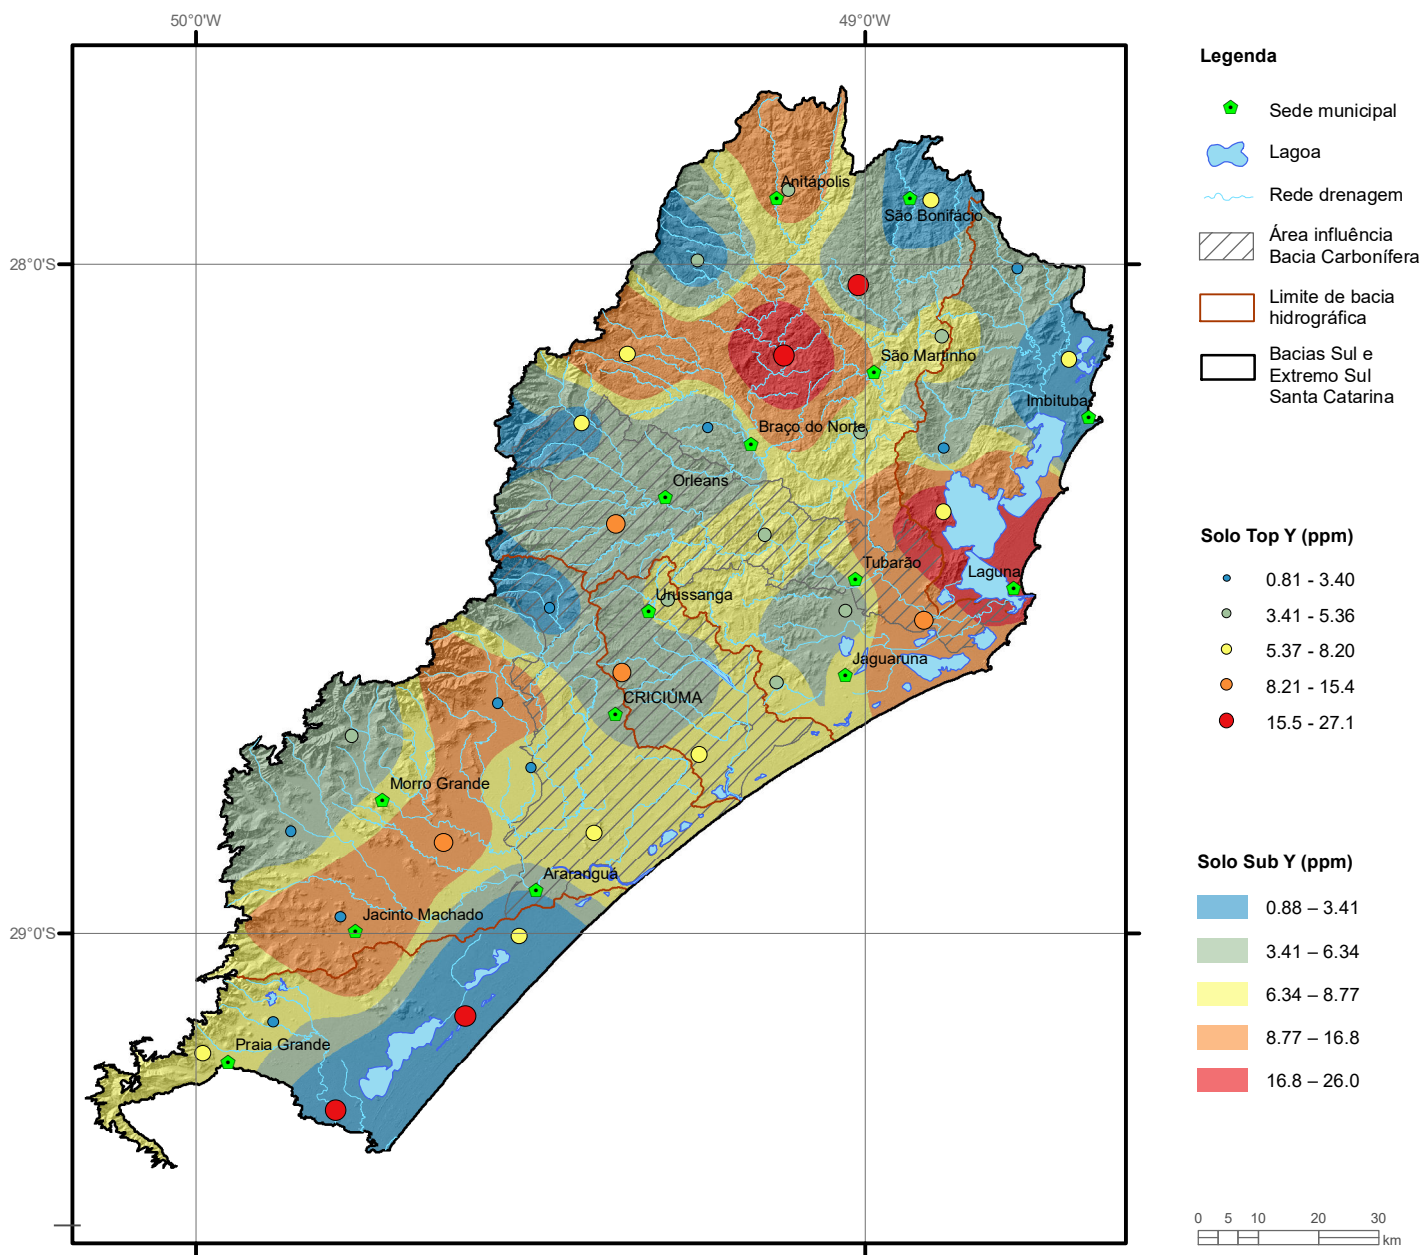 50°0'W
49°0'W
28°0'S
29°0'S
Anitápolis
São Bonifácio
São Martinho
Imbituba
Braço do Norte
Orleans
Tubarão
Laguna
Urussanga
Jaguaruna
CRICIÚMA
Morro Grande
Araranguá
Jacinto Machado
Praia Grande
Legenda
Sede municipal
Lagoa
Rede drenagem
Área influência
Bacia Carbonífera
Limite de bacia
hidrográfica
Bacias Sul e
Extremo Sul
Santa Catarina
Solo Top Y (ppm)
0.81 - 3.40
3.41 - 5.36
5.37 - 8.20
8.21 - 15.4
15.5 - 27.1
Solo Sub Y (ppm)
0.88 – 3.41
3.41 – 6.34
6.34 – 8.77
8.77 – 16.8
16.8 – 26.0
0 5 10 20 30
km